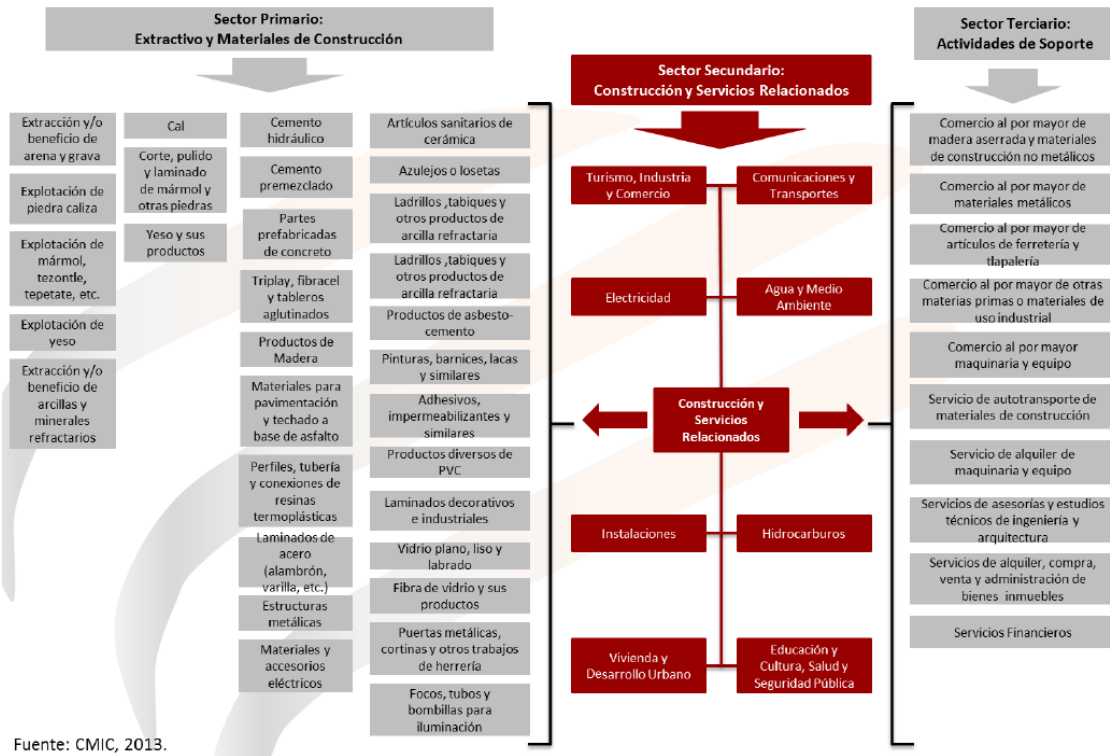 Sector Primario:
Extractivo y Materiales de Construcción
Extracción y/o
beneficio de
arena y grava
Explotación de
piedra caliza
Explotación de
mármol,
tezontle,
tepetate, etc.
Explotación de
yeso
Extracción y/o
beneficio de
arcillas y
minerales
refractarios
Cal
Corte, pulido
y laminado
de mármol y
otras piedras
Yeso y sus
productos
Cemento
hidráulico
Cemento
premezclado
Partes
prefabricadas
de concreto
Triplay, fibracel
y tableros
aglutinados
Productos de
Madera
Materiales para
pavimentación
y techado a
base de asfalto
Perfiles, tubería
y conexiones de
resinas
termoplásticas
Laminados de
acero
(alambrón,
varilla, etc.)
Estructuras
metálicas
Materiales y
accesorios
eléctricos
Artículos sanitarios de
cerámica
Azulejos o losetas
Ladrillos ,tabiques y
otros productos de
arcilla refractaria
Ladrillos ,tabiques y
otros productos de
arcilla refractaria
Productos de asbesto-
cemento
Pinturas, barnices, lacas
y similares
Adhesivos,
impermeabilizantes y
similares
Productos diversos de
PVC
Laminados decorativos
e industriales
Vidrio plano, liso y
labrado
Fibra de vidrio y sus
productos
Puertas metálicas,
cortinas y otros trabajos
de herrería
Focos, tubos y
bombillas para
iluminación
Sector Secundario:
Construcción y Servicios Relacionados
Turismo, Industria
y Comercio
Comunicaciones y
Transportes
Electricidad
Agua y Medio
Ambiente
Construcción y
Servicios
Relacionados
Instalaciones
Hidrocarburos
Vivienda y
Desarrollo Urbano
Educación y
Cultura, Salud y
Seguridad Pública
Sector Terciario:
Actividades de Soporte
Comercio al por mayor de
madera aserrada y materiales
de construcción no metálicos
Comercio al por mayor de
materiales metálicos
Comercio al por mayor de
artículos de ferretería y
tlapalería
Comercio al por mayor de otras
materias primas o materiales de
uso industrial
Comercio al por mayor
maquinaria y equipo
Servicio de autotransporte de
materiales de construcción
Servicio de alquiler de
maquinaria y equipo
Servicios de asesorías y estudios
técnicos de ingeniería y
arquitectura
Servicios de alquiler, compra,
venta y administración de
bienes inmuebles
Servicios Financieros
Fuente: CMIC, 2013.